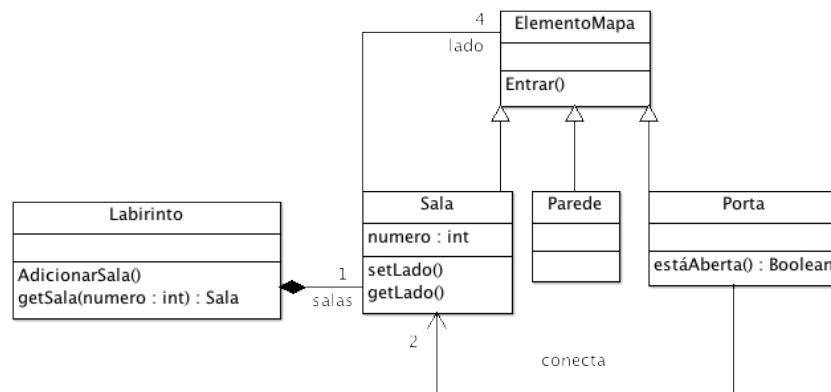 4
lado
ElementoMapa
Entrar()
Labirinto
AdicionarSala()
getSala(numero : int) : Sala
1
salas
Sala
numero : int
setLado()
getLado()
Parede
Porta
estáAberta() : Boolean
2
conecta